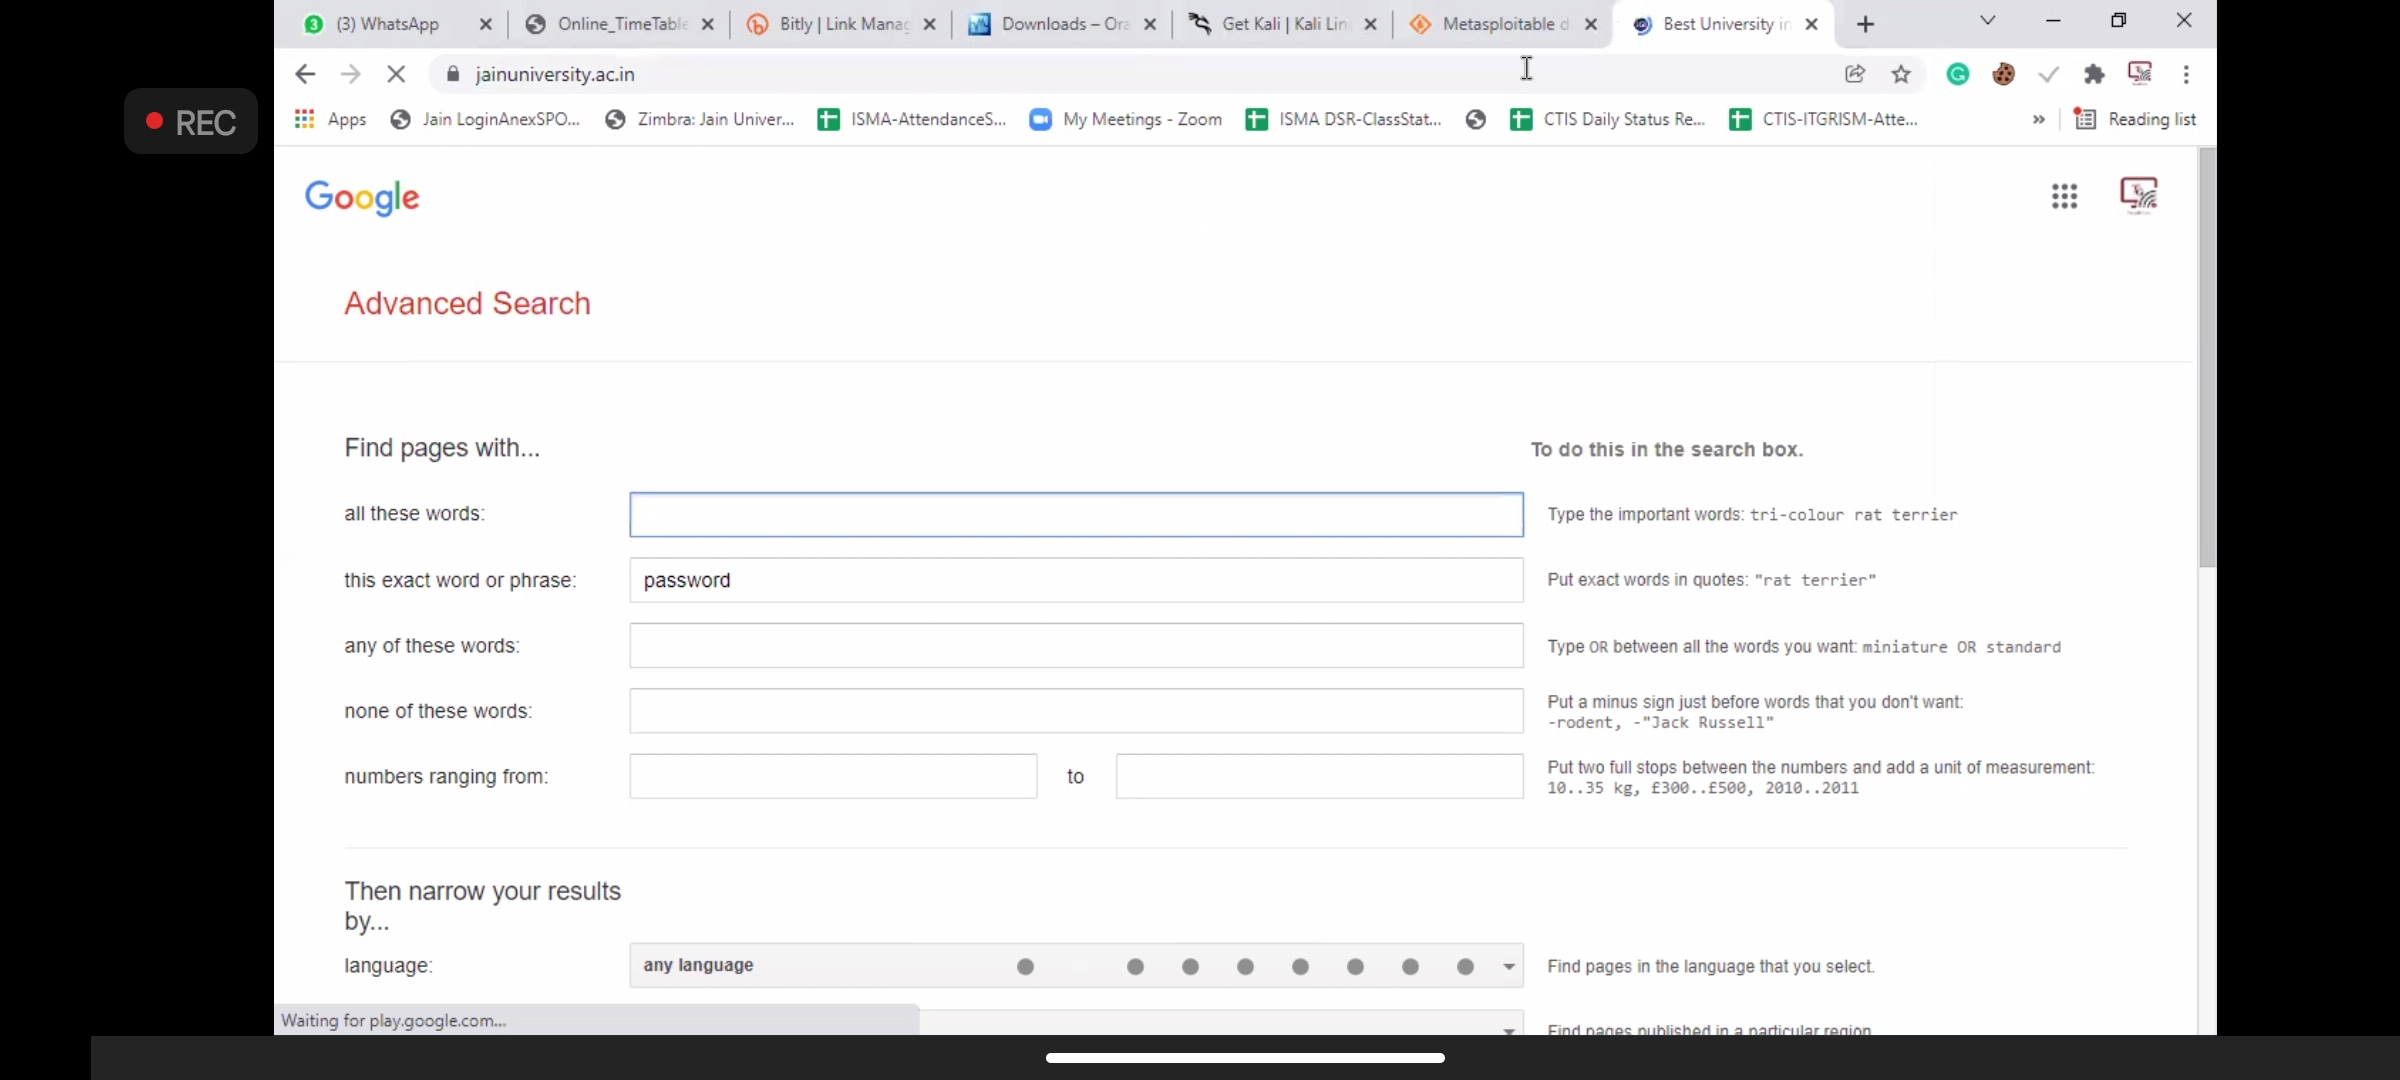 (3) WhatsApp
Online_TimeTable
Bitly | Link Manag
Downloads – Ora
Get Kali | Kali Lin
Metasploitable d
Best University in
jainuniversity.ac.in
REC
Apps
Jain LoginAnexSPO...
Zimbra: Jain Univer...
ISMA-AttendanceS...
My Meetings - Zoom
ISMA DSR-ClassStat...
CTIS Daily Status Re...
CTIS-ITGRISM-Atte...
»
Reading list
Google
Advanced Search
Find pages with...
To do this in the search box.
all these words:
Type the important words: tri-colour rat terrier
this exact word or phrase:
password
Put exact words in quotes: "rat terrier"
any of these words:
Type OR between all the words you want: miniature OR standard
none of these words:
Put a minus sign just before words that you don't want:
-rodent, -"Jack Russell"
numbers ranging from:
to
Put two full stops between the numbers and add a unit of measurement:
10..35 kg, £300..£500, 2010..2011
Then narrow your results
by...
language:
any language
Find pages in the language that you select.
Waiting for play.google.com...
Find pages published in a particular region.